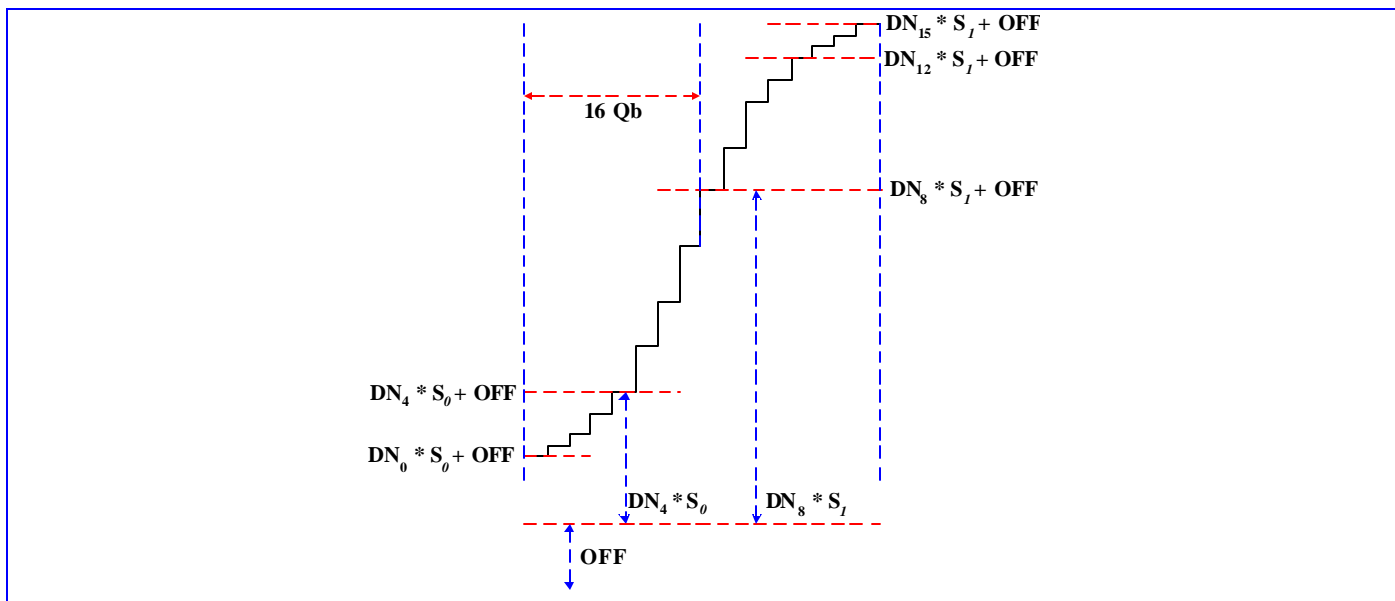 DN₁₅ * S₁ + OFF
DN₁₂ * S₁ + OFF
16 Qb
DN₈ * S₁ + OFF
DN₄ * S₀ + OFF
DN₀ * S₀ + OFF
DN₄ * S₀
DN₈ * S₁
OFF